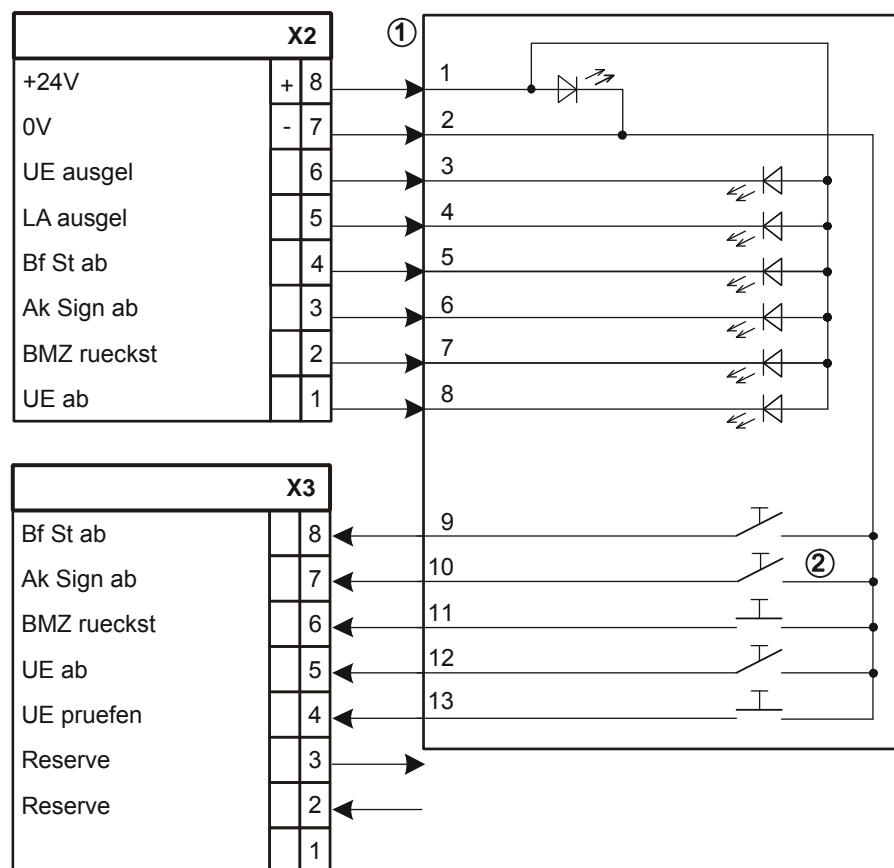 X2
①
+24V + 8 1
0V - 7 2
UE ausgel 6 3
LA ausgel 5 4
Bf St ab 4 5
Ak Sign ab 3 6
BMZ rueckst 2 7
UE ab 1 8
X3
Bf St ab 8 9
Ak Sign ab 7 10 ②
BMZ rueckst 6 11
UE ab 5 12
UE pruefen 4 13
Reserve 3
Reserve 2
1